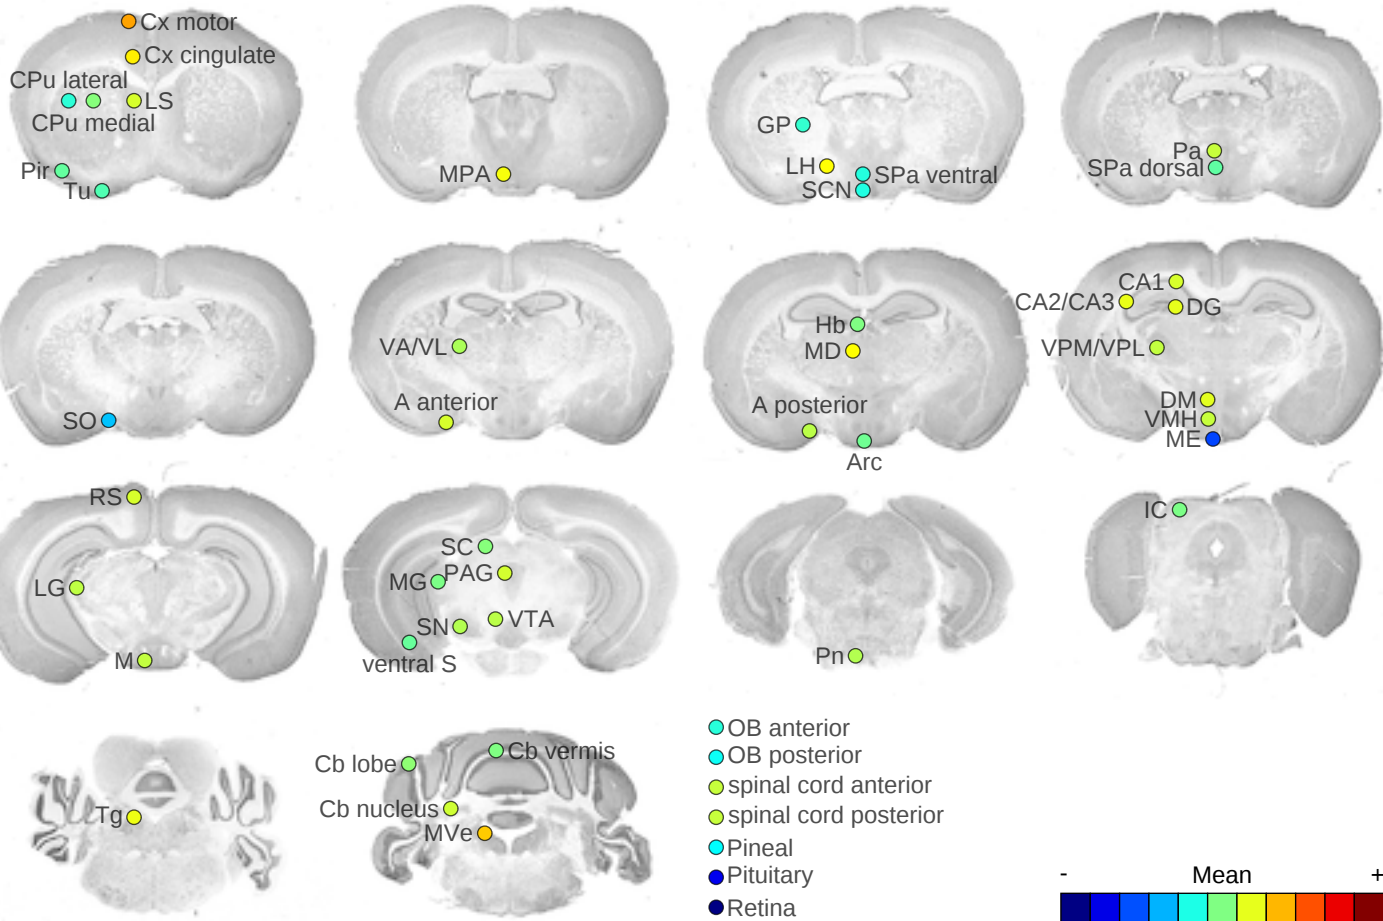 Cx motor
Cx cingulate
CPu lateral
LS
CPu medial
Pir
Tu
MPA
GP
LH
SPa ventral
SCN
Pa
SPa dorsal
SO
VA/VL
A anterior
Hb
MD
A posterior
Arc
CA1
CA2/CA3
DG
VPM/VPL
DM
VMH
ME
RS
LG
M
SC
MG
PAG
SN
VTA
ventral S
Pn
IC
Tg
Cb lobe
Cb vermis
Cb nucleus
MVe
OB anterior
OB posterior
spinal cord anterior
spinal cord posterior
Pineal
Pituitary
Retina
- Mean +